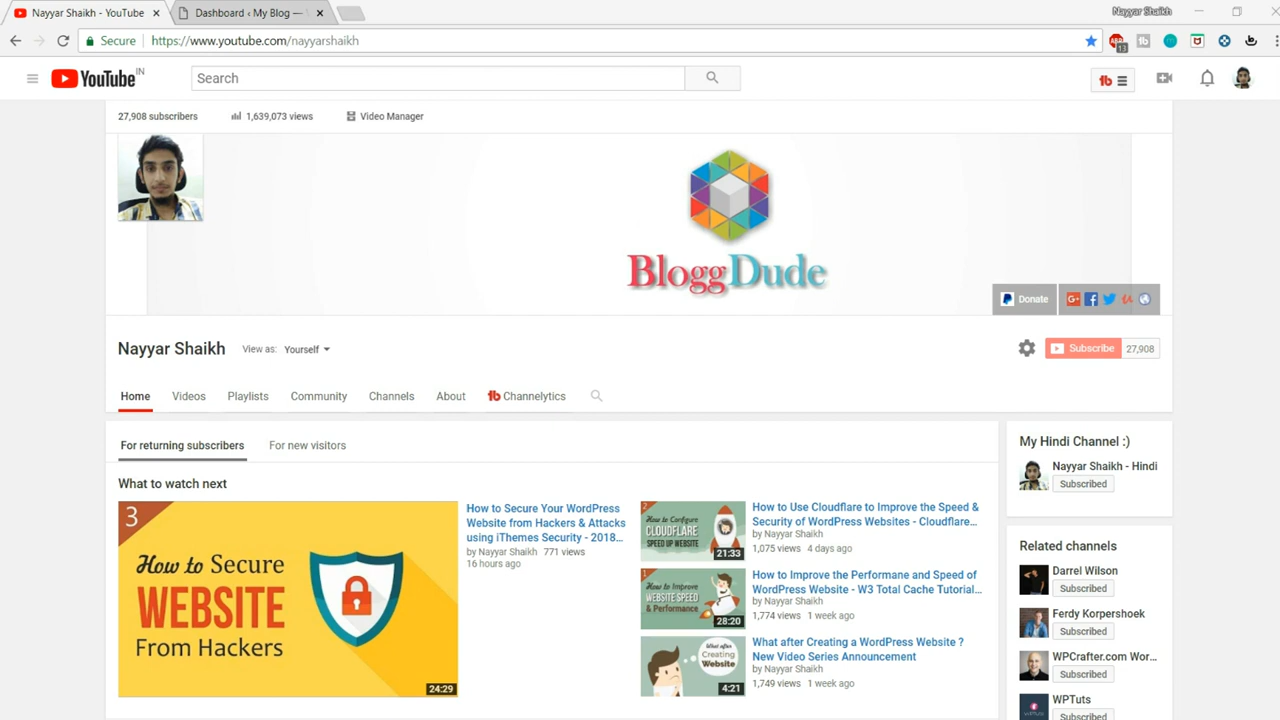 Nayyar Shaikh - YouTube
Dashboard ‹ My Blog —
Nayyar Shaikh
Secure
https://www.youtube.com/nayyarshaikh
ABP
13
YouTube IN
Search
27,908 subscribers
1,639,073 views
Video Manager
BloggDude
Donate
Nayyar Shaikh
View as: Yourself
Subscribe
27,908
Home
Videos
Playlists
Community
Channels
About
Channelytics
For returning subscribers
For new visitors
What to watch next
3
How to Secure
WEBSITE
From Hackers
24:29
How to Secure Your WordPress
Website from Hackers & Attacks
using iThemes Security - 2018...
by Nayyar Shaikh 771 views
16 hours ago
2
How to Configure
CLOUDFLARE
SPEED UP WEBSITE
21:33
How to Use Cloudflare to Improve the Speed &
Security of WordPress Websites - Cloudflare...
by Nayyar Shaikh
1,075 views 4 days ago
1
How to Improve
WEBSITE SPEED
& Performance
28:20
How to Improve the Performane and Speed of
WordPress Website - W3 Total Cache Tutorial...
by Nayyar Shaikh
1,774 views 1 week ago
What after
Creating
Website
4:21
What after Creating a WordPress Website ?
New Video Series Announcement
by Nayyar Shaikh
1,749 views 1 week ago
My Hindi Channel :)
Nayyar Shaikh - Hindi
Subscribed
Related channels
Darrel Wilson
Subscribed
Ferdy Korpershoek
Subscribed
WPCrafter.com Wor...
Subscribed
WPTuts
Subscribed